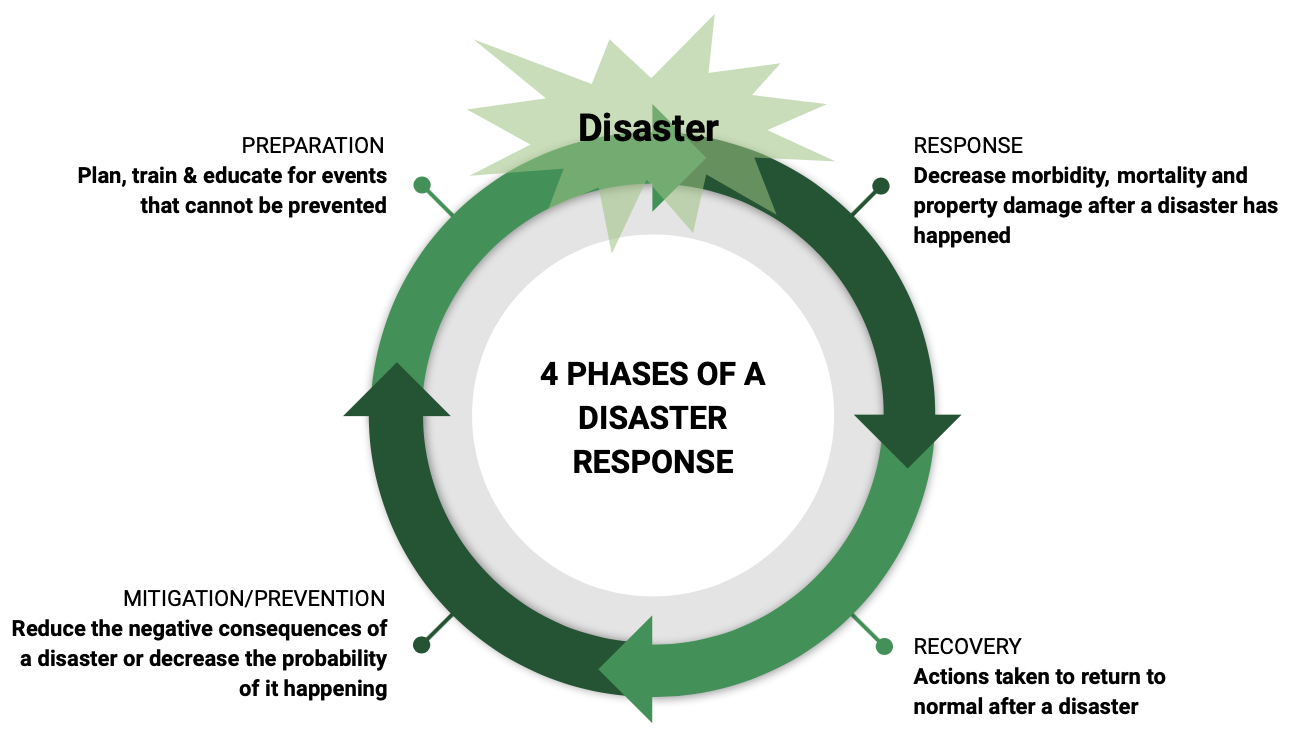 Disaster
PREPARATION
Plan, train & educate for events
that cannot be prevented
RESPONSE
Decrease morbidity, mortality and
property damage after a disaster has
happened
4 PHASES OF A
DISASTER
RESPONSE
MITIGATION/PREVENTION
Reduce the negative consequences of
a disaster or decrease the probability
of it happening
RECOVERY
Actions taken to return to
normal after a disaster